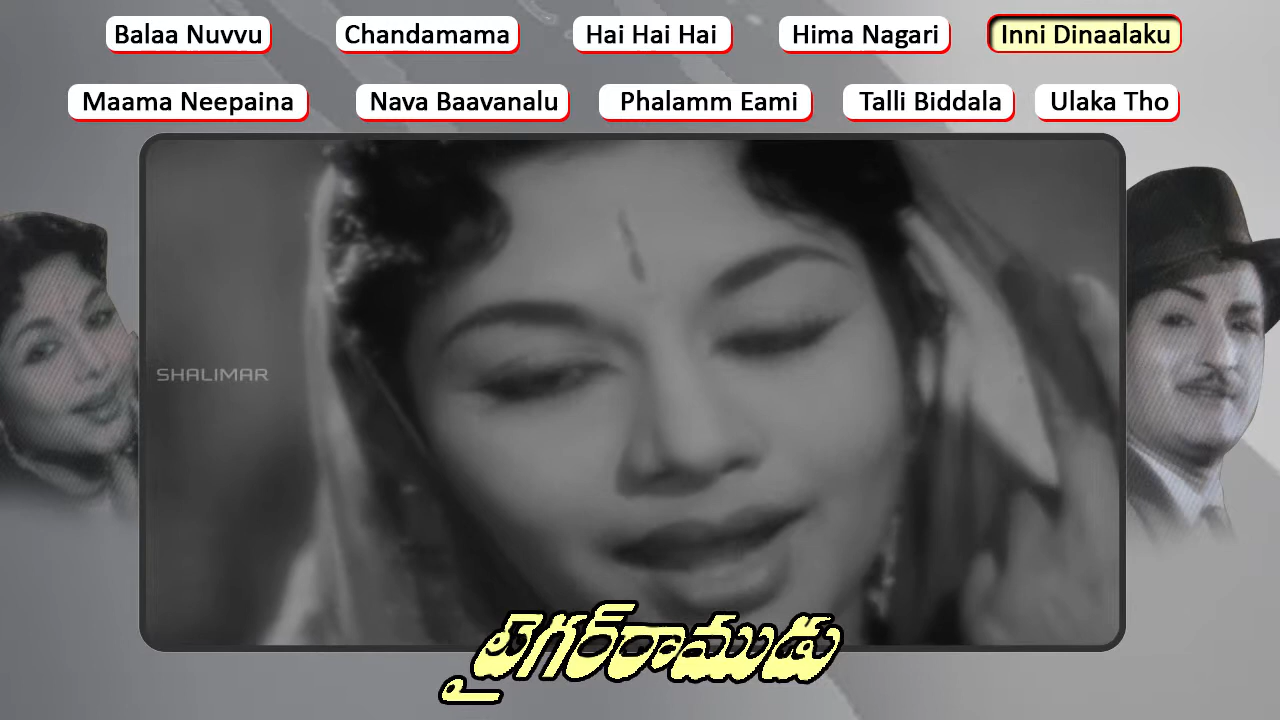 Balaa Nuvvu Chandamama Hai Hai Hai Hima Nagari Inni Dinaalaku
Maama Neepaina Nava Baavanalu Phalamm Eami Talli Biddala Ulaka Tho
SHALIMAR
టైగర్రాముడు